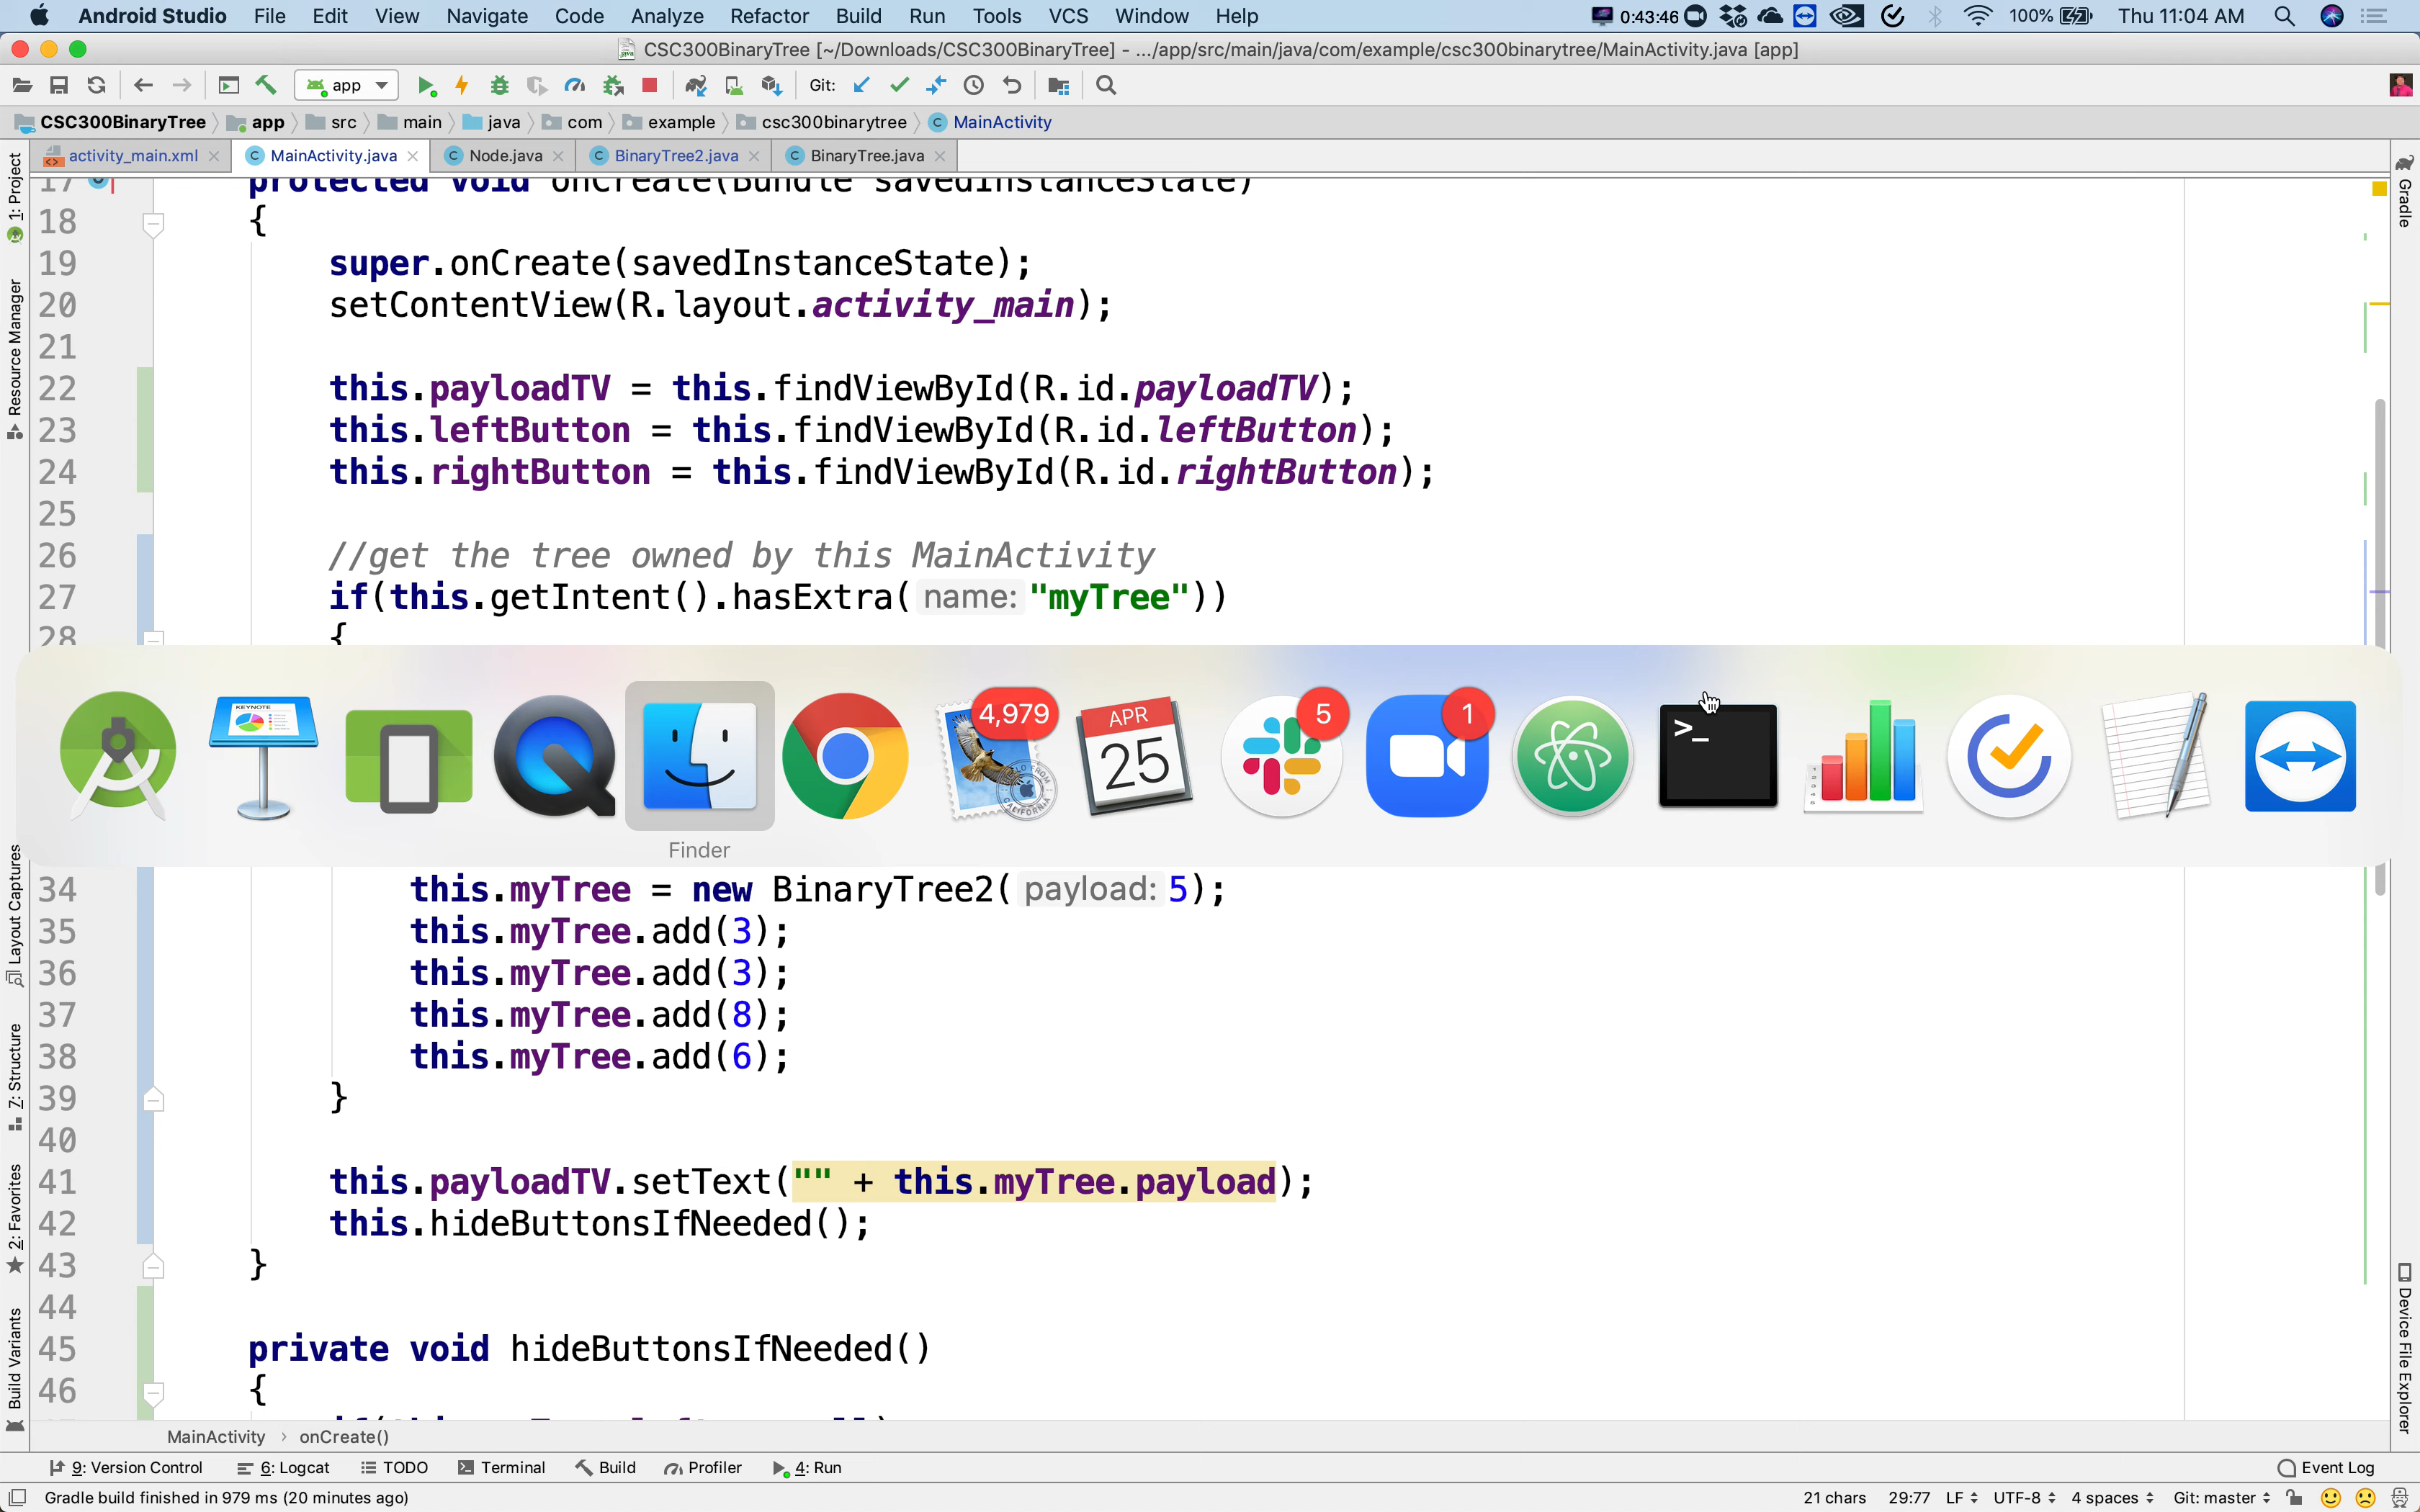 Android Studio File Edit View Navigate Code Analyze Refactor Build Run Tools VCS Window Help 0:43:46 100% Thu 11:04 AM
CSC300BinaryTree [~/Downloads/CSC300BinaryTree] - .../app/src/main/java/com/example/csc300binarytree/MainActivity.java [app]
app Git:
CSC300BinaryTree app src main java com example csc300binarytree MainActivity
activity_main.xml MainActivity.java Node.java BinaryTree2.java BinaryTree.java
17 protected void onCreate(Bundle savedInstanceState)
18 {
19 super.onCreate(savedInstanceState);
20 setContentView(R.layout.activity_main);
21
22 this.payloadTV = this.findViewById(R.id.payloadTV);
23 this.leftButton = this.findViewById(R.id.leftButton);
24 this.rightButton = this.findViewById(R.id.rightButton);
25
26 //get the tree owned by this MainActivity
27 if(this.getIntent().hasExtra( name: "myTree"))
28 {
KEYNOTE
4,979
APR
25
5
1
>_
Finder
34 this.myTree = new BinaryTree2( payload: 5);
35 this.myTree.add(3);
36 this.myTree.add(3);
37 this.myTree.add(8);
38 this.myTree.add(6);
39 }
40
41 this.payloadTV.setText("" + this.myTree.payload);
42 this.hideButtonsIfNeeded();
43 }
44
45 private void hideButtonsIfNeeded()
46 {
MainActivity › onCreate()
1: Project
Resource Manager
Layout Captures
7: Structure
2: Favorites
Build Variants
Gradle
Device File Explorer
9: Version Control 6: Logcat TODO Terminal Build Profiler 4: Run Event Log
Gradle build finished in 979 ms (20 minutes ago) 21 chars 29:77 LF UTF-8 4 spaces Git: master